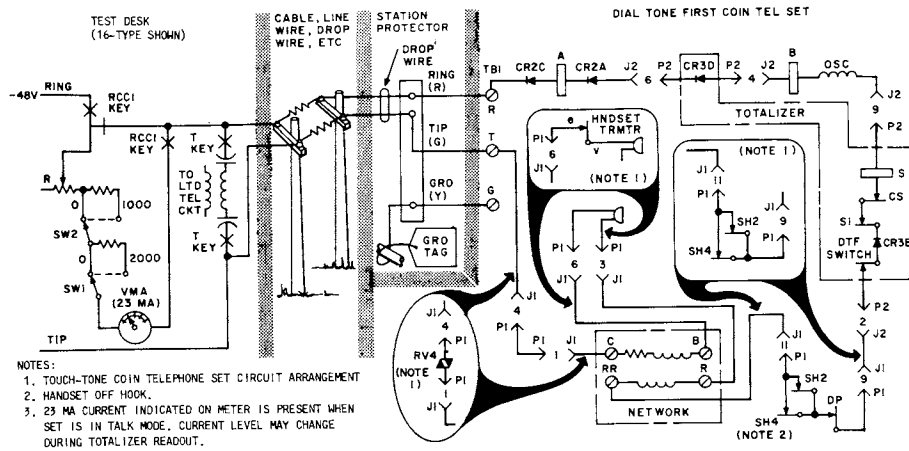 TEST DESK
(16-TYPE SHOWN)
CABLE, LINE
WIRE, DROP
WIRE, ETC
STATION
PROTECTOR
DIAL TONE FIRST COIN TEL SET
DROP
WIRE
RING
(R)
TB1
R
CR2C
A
CR2A
J2
6
P2
CR3D
P2
4
J2
B
OSC
J2
9
P2
TOTALIZER
-48V
RING
RCC1
KEY
RCC1
KEY
T
KEY
TO
LTD
TEL
CKT
T
KEY
TIP
(G)
T
GRO
(Y)
G
GRO
TAG
R
0
1000
SW2
0
2000
SW1
VMA
(23 MA)
TIP
P1
6
J1
e
v
HNDSET
TRMTR
(NOTE 1)
(NOTE 1)
J1
11
P1
SH2
SH4
J1
9
P1
S
CS
S1
CR3E
DTF
SWITCH
P2
2
J2
J1
9
P1
P1
6
J1
P1
3
J1
J1
4
P1
P1
1
J1
J1
4
P1
RV4
(NOTE 1)
P1
1
J1
C
B
RR
R
NETWORK
J1
11
P1
SH2
DP
SH4
(NOTE 2)
NOTES:
1. TOUCH-TONE COIN TELEPHONE SET CIRCUIT ARRANGEMENT
2. HANDSET OFF HOOK.
3. 23 MA CURRENT INDICATED ON METER IS PRESENT WHEN
SET IS IN TALK MODE. CURRENT LEVEL MAY CHANGE
DURING TOTALIZER READOUT.